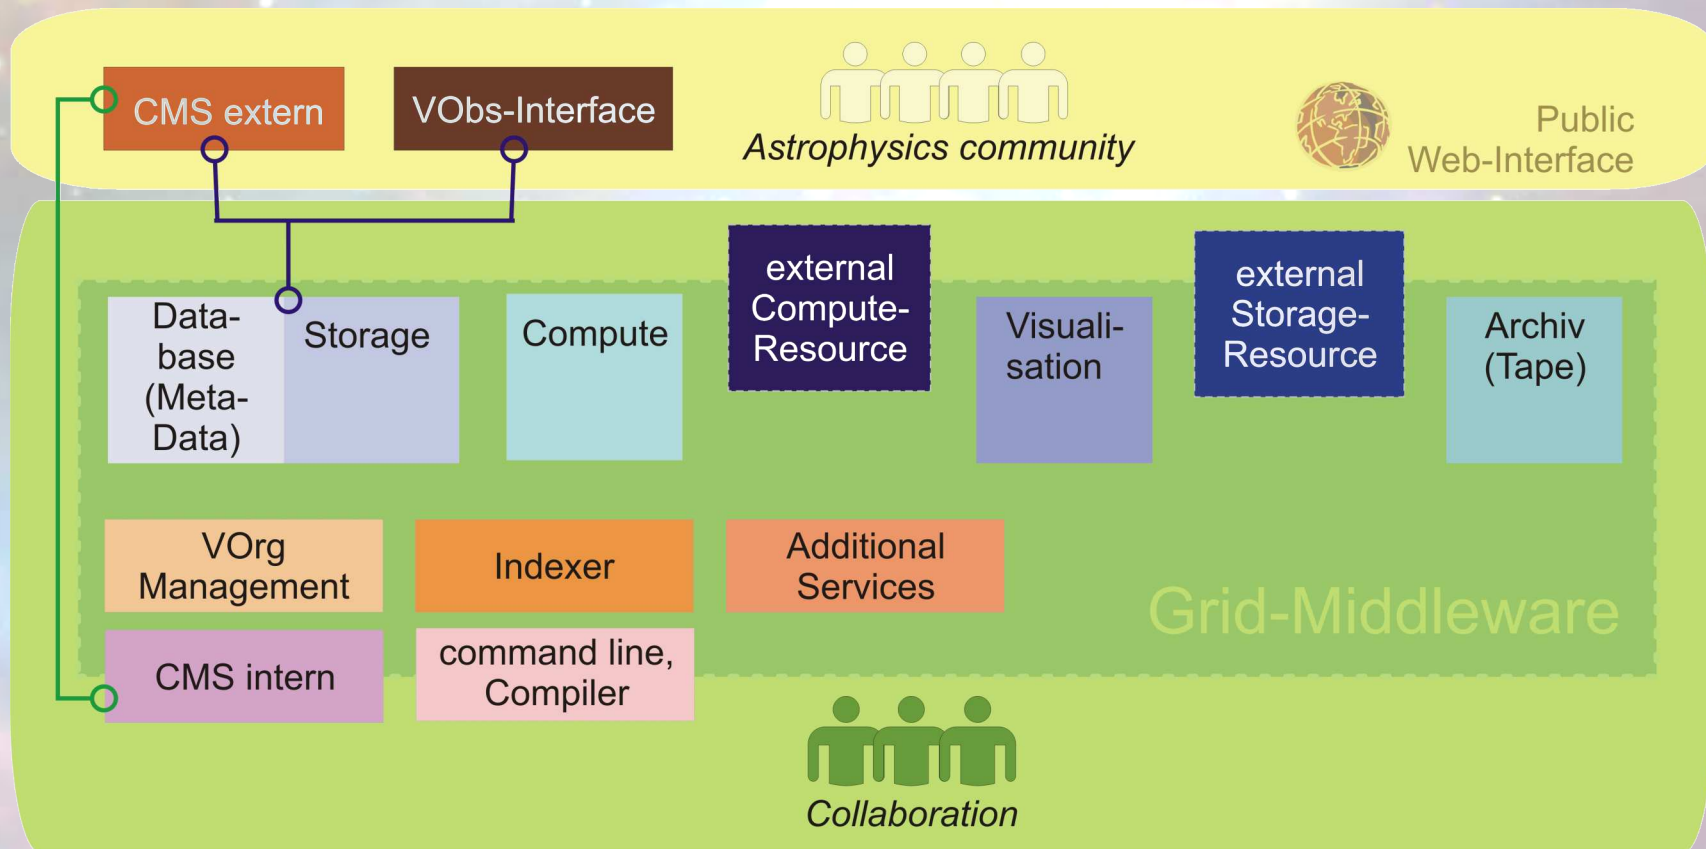 CMS extern
VObs-Interface
Astrophysics community
Public
Web-Interface
Data-
base
(Meta-
Data)
Storage
Compute
external
Compute-
Resource
Visuali-
sation
external
Storage-
Resource
Archiv
(Tape)
VOrg
Management
Indexer
Additional
Services
Grid-Middleware
CMS intern
command line,
Compiler
Collaboration